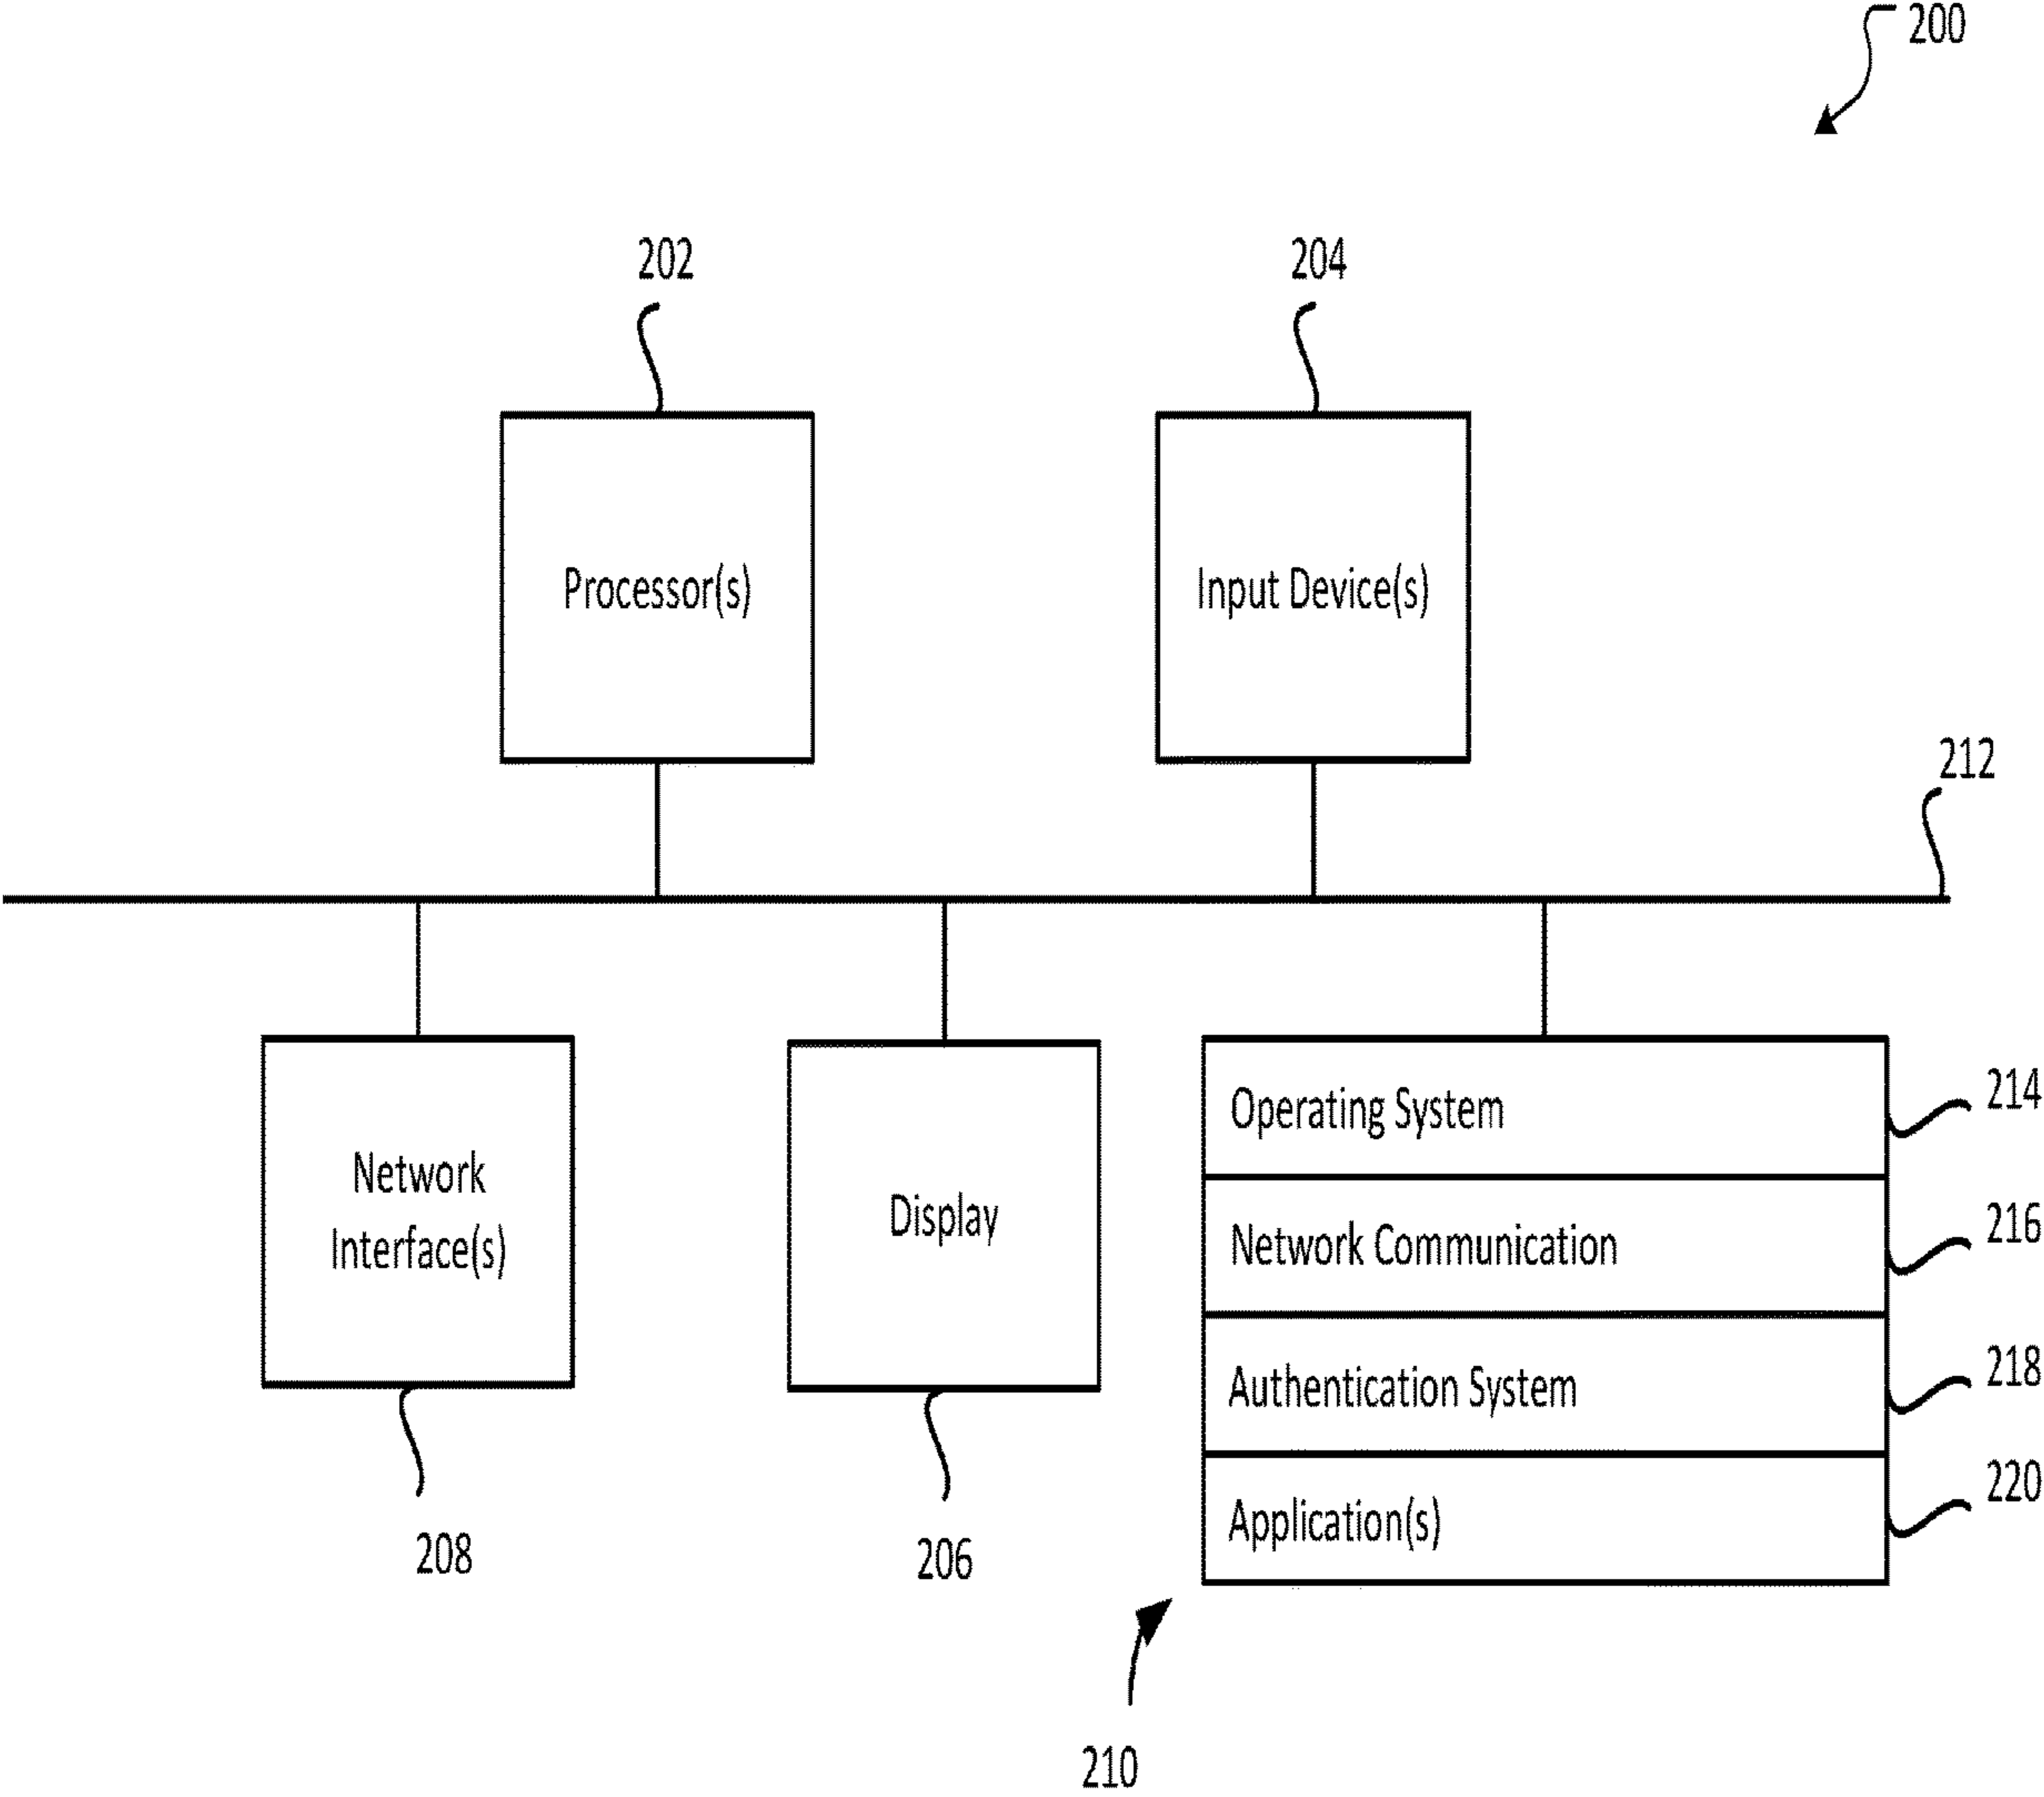 200
202
204
Processor(s)
Input Device(s)
212
Network
Interface(s)
Display
Operating System
214
Network Communication
216
Authentication System
218
Application(s)
220
208
206
210